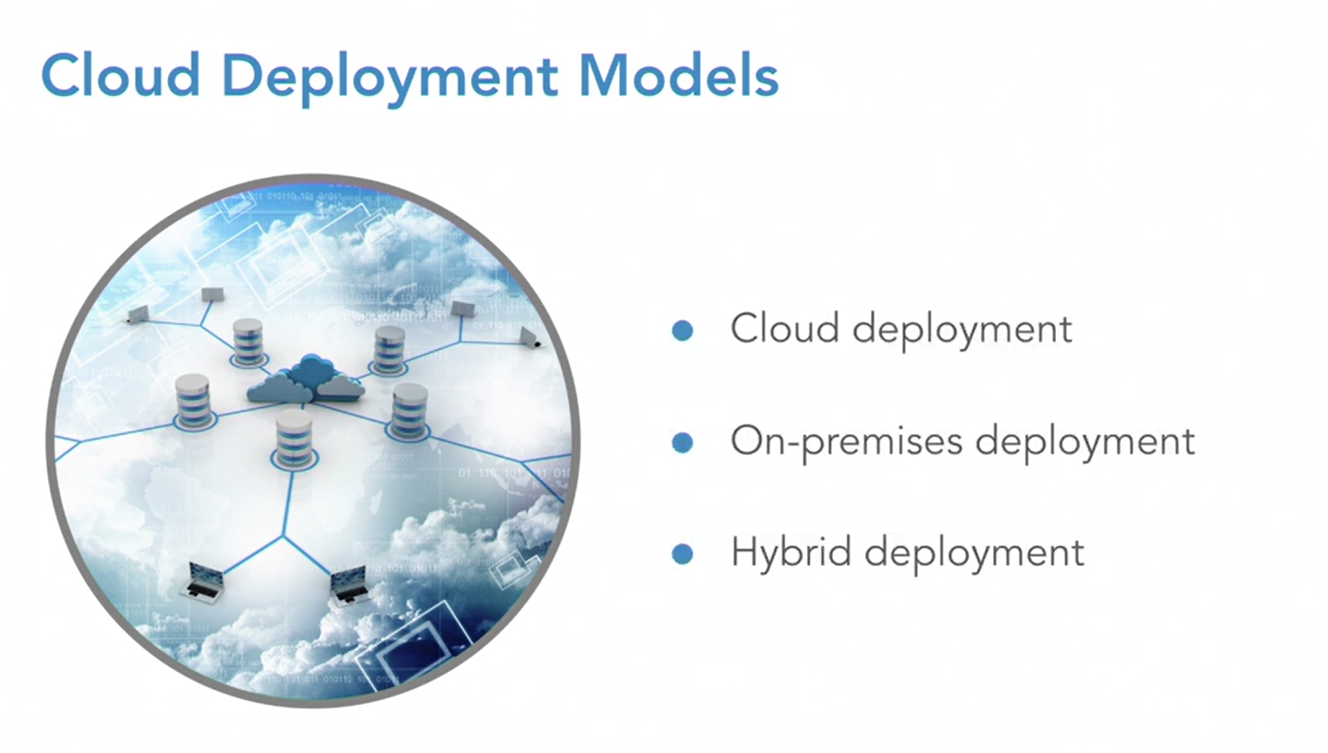 Cloud Deployment Models
Cloud deployment
On-premises deployment
Hybrid deployment